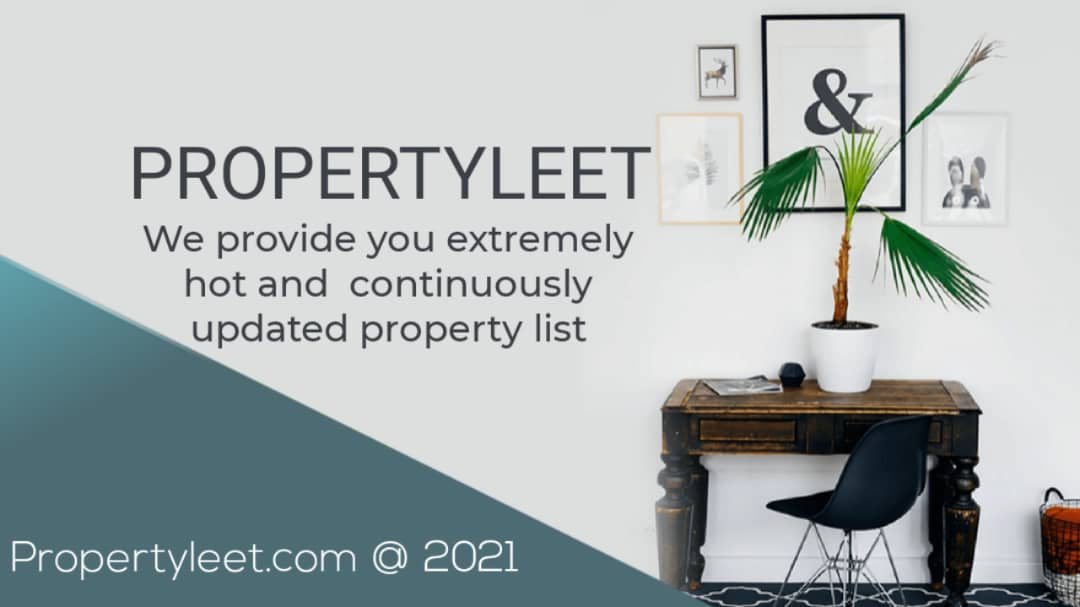 PROPERTYLEET
We provide you extremely
hot and  continuously
updated property list
&
Propertyleet.com @ 2021